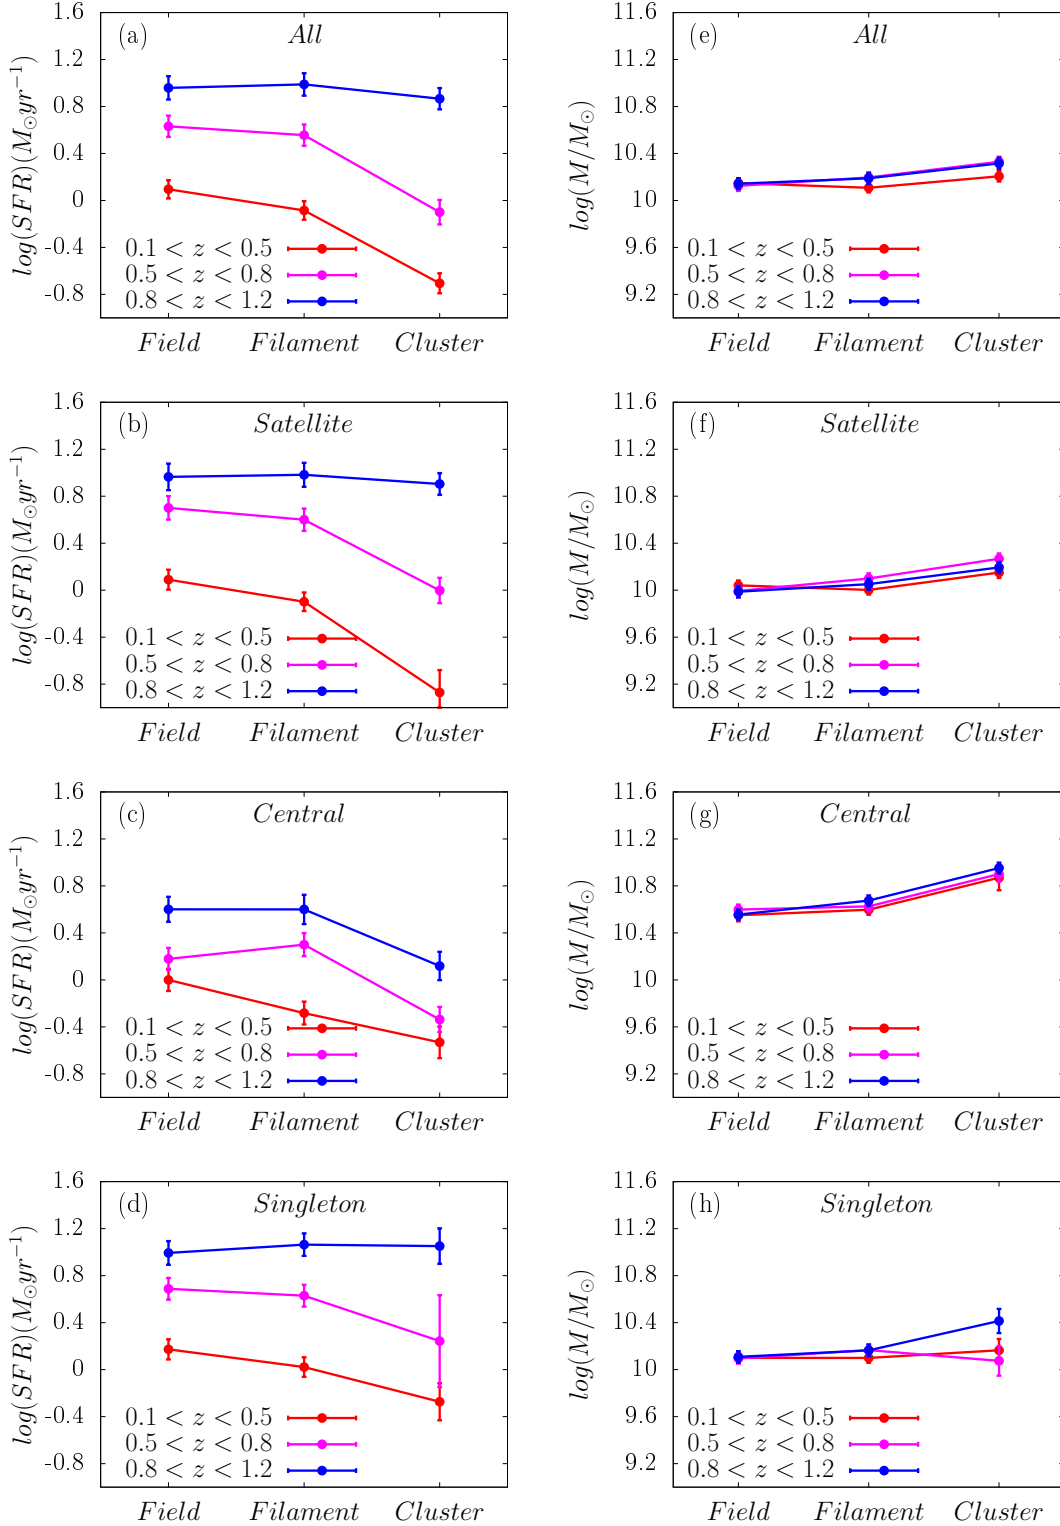 (a) All
log(SFR)(M⊙yr⁻¹)
1.6
1.2
0.8
0.4
0
-0.4
-0.8
0.1 < z < 0.5
0.5 < z < 0.8
0.8 < z < 1.2
Field Filament Cluster
(e) All
log(M/M⊙)
11.6
11.2
10.8
10.4
10
9.6
9.2
0.1 < z < 0.5
0.5 < z < 0.8
0.8 < z < 1.2
Field Filament Cluster
(b) Satellite
log(SFR)(M⊙yr⁻¹)
1.6
1.2
0.8
0.4
0
-0.4
-0.8
0.1 < z < 0.5
0.5 < z < 0.8
0.8 < z < 1.2
Field Filament Cluster
(f) Satellite
log(M/M⊙)
11.6
11.2
10.8
10.4
10
9.6
9.2
0.1 < z < 0.5
0.5 < z < 0.8
0.8 < z < 1.2
Field Filament Cluster
(c) Central
log(SFR)(M⊙yr⁻¹)
1.6
1.2
0.8
0.4
0
-0.4
-0.8
0.1 < z < 0.5
0.5 < z < 0.8
0.8 < z < 1.2
Field Filament Cluster
(g) Central
log(M/M⊙)
11.6
11.2
10.8
10.4
10
9.6
9.2
0.1 < z < 0.5
0.5 < z < 0.8
0.8 < z < 1.2
Field Filament Cluster
(d) Singleton
log(SFR)(M⊙yr⁻¹)
1.6
1.2
0.8
0.4
0
-0.4
-0.8
0.1 < z < 0.5
0.5 < z < 0.8
0.8 < z < 1.2
Field Filament Cluster
(h) Singleton
log(M/M⊙)
11.6
11.2
10.8
10.4
10
9.6
9.2
0.1 < z < 0.5
0.5 < z < 0.8
0.8 < z < 1.2
Field Filament Cluster